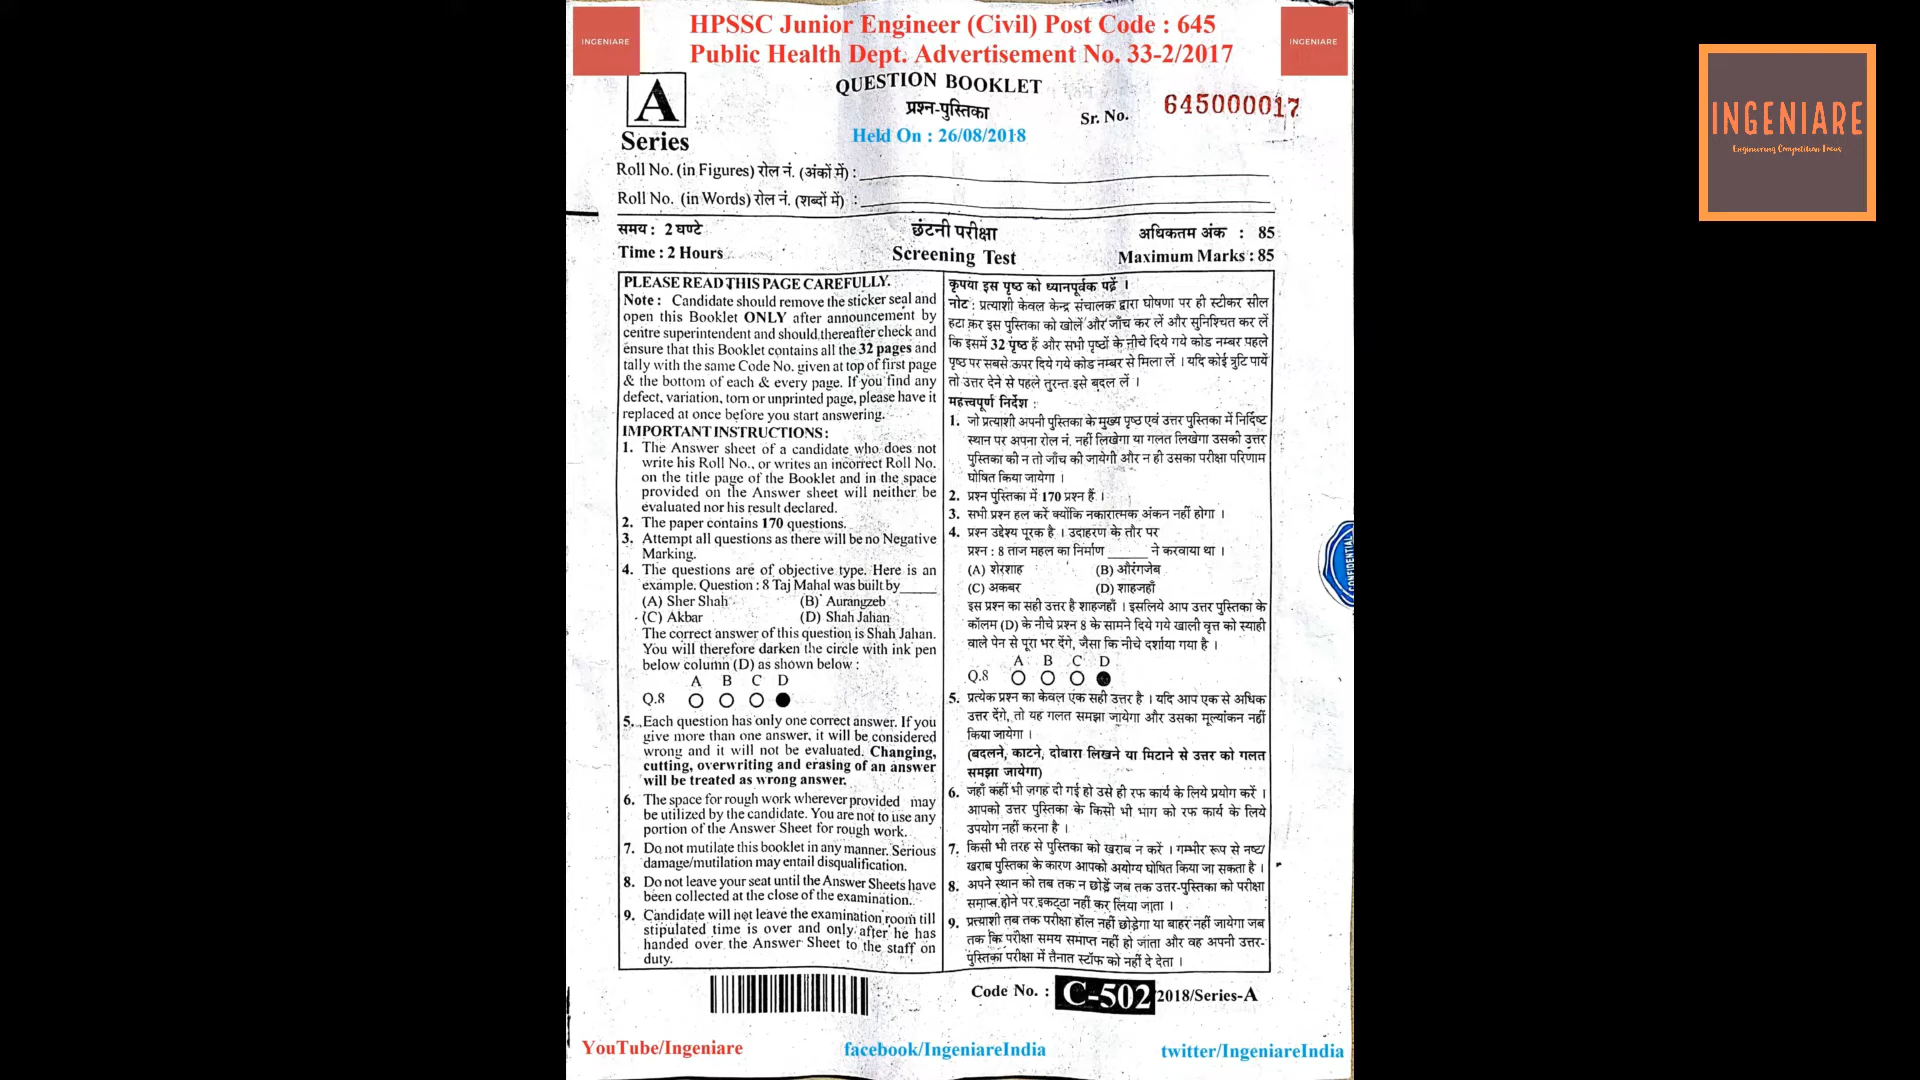 HPSSC Junior Engineer (Civil) Post Code : 645
Public Health Dept. Advertisement No. 33-2/2017
INGENIARE
INGENIARE
A
Series
QUESTION BOOKLET
प्रश्न-पुस्तिका
Held On : 26/08/2018
Sr. No.
645000017
Roll No. (in Figures) रोल नं. (अंकों में) :
Roll No. (in Words) रोल नं. (शब्दों में) :
समय : 2 घण्टे
छंटनी परीक्षा
अधिकतम अंक : 85
Time : 2 Hours
Screening Test
Maximum Marks : 85
PLEASE READ THIS PAGE CAREFULLY.
Note : Candidate should remove the sticker seal and
open this Booklet ONLY after announcement by
centre superintendent and should thereafter check and
ensure that this Booklet contains all the 32 pages and
tally with the same Code No. given at top of first page
& the bottom of each & every page. If you find any
defect, variation, torn or unprinted page, please have it
replaced at once before you start answering.
IMPORTANT INSTRUCTIONS :
1. The Answer sheet of a candidate who does not
write his Roll No., or writes an incorrect Roll No.
on the title page of the Booklet and in the space
provided on the Answer sheet will neither be
evaluated nor his result declared.
2. The paper contains 170 questions.
3. Attempt all questions as there will be no Negative
Marking.
4. The questions are of objective type. Here is an
example. Question : 8 Taj Mahal was built by______
(A) Sher Shah (B) Aurangzeb
(C) Akbar (D) Shah Jahan
The correct answer of this question is Shah Jahan.
You will therefore darken the circle with ink pen
below column (D) as shown below :
A B C D
Q.8
5. Each question has only one correct answer. If you
give more than one answer, it will be considered
wrong and it will not be evaluated. Changing,
cutting, overwriting and erasing of an answer
will be treated as wrong answer.
6. The space for rough work wherever provided may
be utilized by the candidate. You are not to use any
portion of the Answer Sheet for rough work.
7. Do not mutilate this booklet in any manner. Serious
damage/mutilation may entail disqualification.
8. Do not leave your seat until the Answer Sheets have
been collected at the close of the examination.
9. Candidate will not leave the examination room till
stipulated time is over and only after he has
handed over the Answer Sheet to the staff on
duty.
कृपया इस पृष्ठ को ध्यानपूर्वक पढ़ें ।
नोट : प्रत्याशी केवल केन्द्र संचालक द्वारा घोषणा पर ही स्टीकर सील
हटा कर इस पुस्तिका को खोलें और जाँच कर लें और सुनिश्चित कर लें
कि इसमें 32 पृष्ठ हैं और सभी पृष्ठों के नीचे दिये गये कोड नम्बर पहले
पृष्ठ पर सबसे ऊपर दिये गये कोड नम्बर से मिला लें । यदि कोई त्रुटि पायें
तो उत्तर देने से पहले तुरन्त इसे बदल लें ।
महत्त्वपूर्ण निर्देश :
1. जो प्रत्याशी अपनी पुस्तिका के मुख्य पृष्ठ एवं उत्तर पुस्तिका में निर्दिष्ट
स्थान पर अपना रोल नं. नहीं लिखेगा या गलत लिखेगा उसकी उत्तर
पुस्तिका की न तो जाँच की जायेगी और न ही उसका परीक्षा परिणाम
घोषित किया जायेगा ।
2. प्रश्न पुस्तिका में 170 प्रश्न हैं ।
3. सभी प्रश्न हल करें क्योंकि नकारात्मक अंकन नहीं होगा ।
4. प्रश्न उद्देश्य पूरक है । उदाहरण के तौर पर
प्रश्न : 8 ताज महल का निर्माण ______ ने करवाया था ।
(A) शेरशाह (B) औरंगजेब
(C) अकबर (D) शाहजहाँ
इस प्रश्न का सही उत्तर है शाहजहाँ । इसलिये आप उत्तर पुस्तिका के
कॉलम (D) के नीचे प्रश्न 8 के सामने दिये गये खाली वृत्त को स्याही
वाले पेन से पूरा भर देंगे, जैसा कि नीचे दर्शाया गया है ।
A B C D
Q.8
5. प्रत्येक प्रश्न का केवल एक सही उत्तर है । यदि आप एक से अधिक
उत्तर देंगे, तो यह गलत समझा जायेगा और उसका मूल्यांकन नहीं
किया जायेगा ।
(बदलने, काटने, दोबारा लिखने या मिटाने से उत्तर को गलत
समझा जायेगा)
6. जहाँ कहीं भी जगह दी गई हो उसे ही रफ कार्य के लिये प्रयोग करें ।
आपको उत्तर पुस्तिका के किसी भी भाग को रफ कार्य के लिये
उपयोग नहीं करना है ।
7. किसी भी तरह से पुस्तिका को खराब न करें । गम्भीर रूप से नष्ट/
खराब पुस्तिका के कारण आपको अयोग्य घोषित किया जा सकता है ।
8. अपने स्थान को तब तक न छोड़ें जब तक उत्तर-पुस्तिका को परीक्षा
समाप्त होने पर इकट्ठा नहीं कर लिया जाता ।
9. प्रत्याशी तब तक परीक्षा हॉल नहीं छोड़ेगा या बाहर नहीं जायेगा जब
तक कि परीक्षा समय समाप्त नहीं हो जाता और वह अपनी उत्तर-
पुस्तिका परीक्षा में तैनात स्टॉफ को नहीं दे देता ।
Code No. : C-502 2018/Series-A
YouTube/Ingeniare
facebook/IngeniareIndia
twitter/IngeniareIndia
CONFIDENTIAL
INGENIARE
Engineering Competition Focus